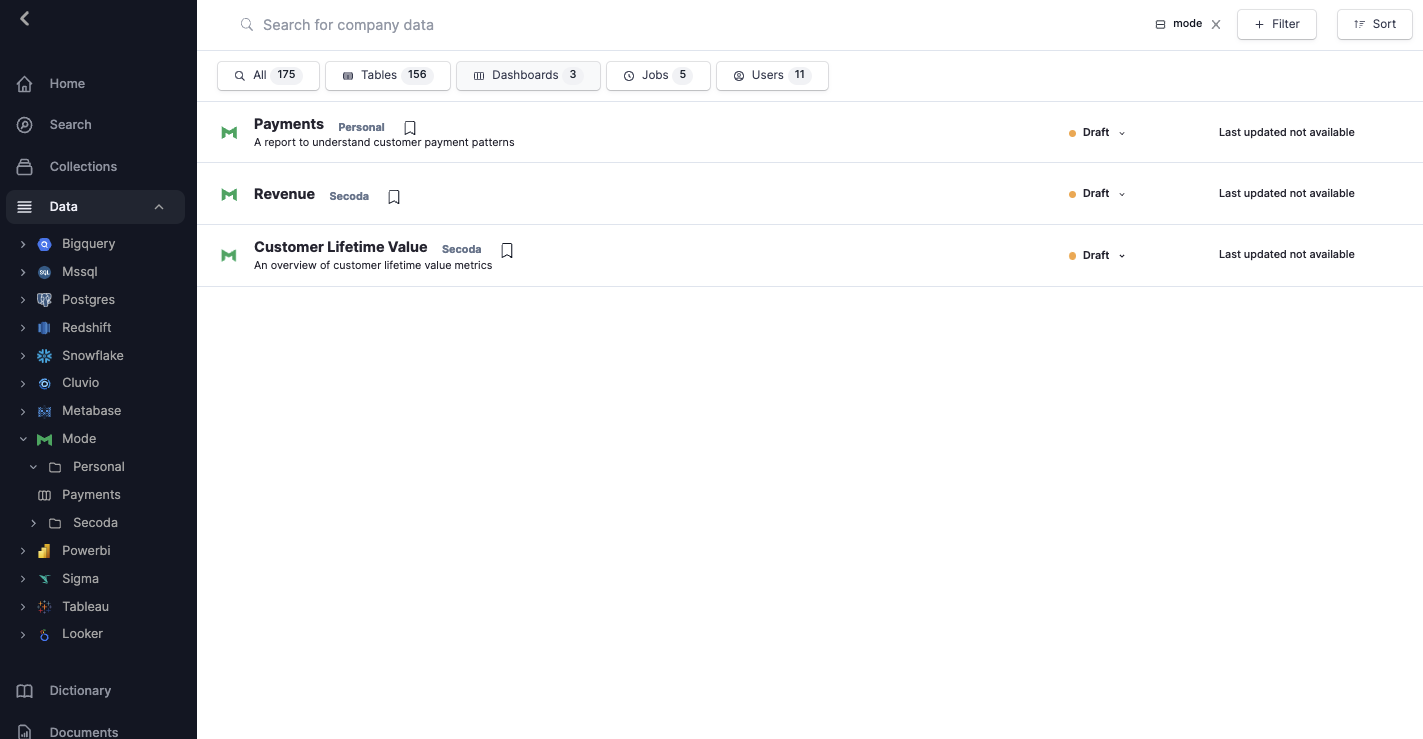 Home
Search
Collections
Data
Bigquery
Mssql
Postgres
Redshift
Snowflake
Cluvio
Metabase
Mode
Personal
Payments
Secoda
Powerbi
Sigma
Tableau
Looker
Dictionary
Documents
Search for company data mode Filter Sort
All 175 Tables 156 Dashboards 3 Jobs 5 Users 11
Payments Personal Draft Last updated not available
A report to understand customer payment patterns
Revenue Secoda Draft Last updated not available
Customer Lifetime Value Secoda Draft Last updated not available
An overview of customer lifetime value metrics